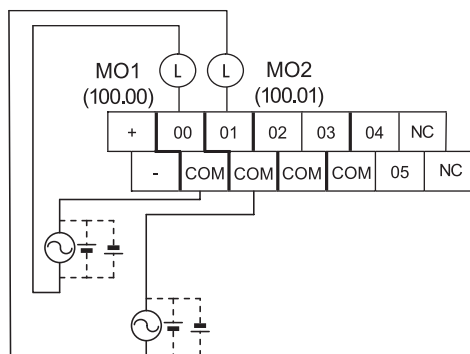 L L
MO1 MO2
(100.00) (100.01)
+ 00 01 02 03 04 NC
- COM COM COM COM 05 NC